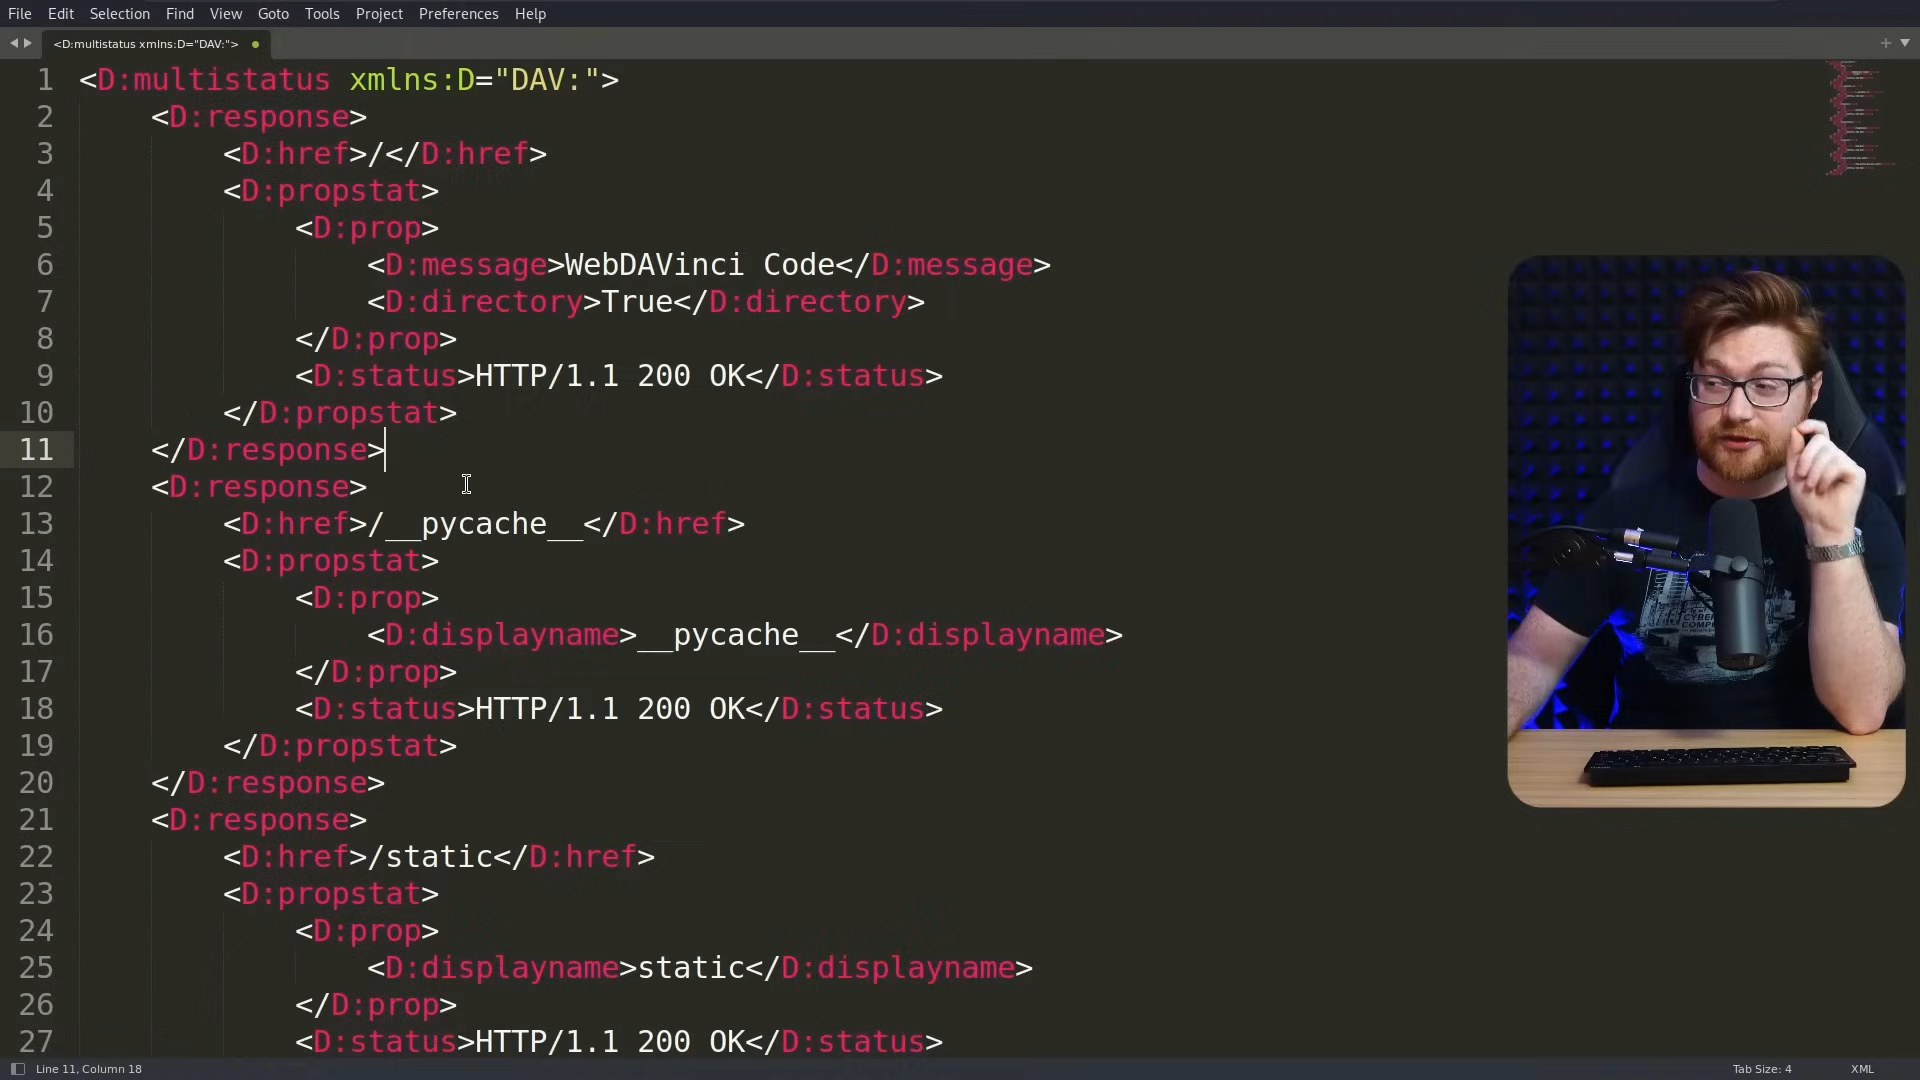 File Edit Selection Find View Goto Tools Project Preferences Help
<D:multistatus xmlns:D="DAV:">
1 <D:multistatus xmlns:D="DAV:">
2 <D:response>
3 <D:href>/</D:href>
4 <D:propstat>
5 <D:prop>
6 <D:message>WebDAVinci Code</D:message>
7 <D:directory>True</D:directory>
8 </D:prop>
9 <D:status>HTTP/1.1 200 OK</D:status>
10 </D:propstat>
11 </D:response>
12 <D:response>
13 <D:href>/__pycache__</D:href>
14 <D:propstat>
15 <D:prop>
16 <D:displayname>__pycache__</D:displayname>
17 </D:prop>
18 <D:status>HTTP/1.1 200 OK</D:status>
19 </D:propstat>
20 </D:response>
21 <D:response>
22 <D:href>/static</D:href>
23 <D:propstat>
24 <D:prop>
25 <D:displayname>static</D:displayname>
26 </D:prop>
27 <D:status>HTTP/1.1 200 OK</D:status>
Line 11, Column 18 Tab Size: 4 XML